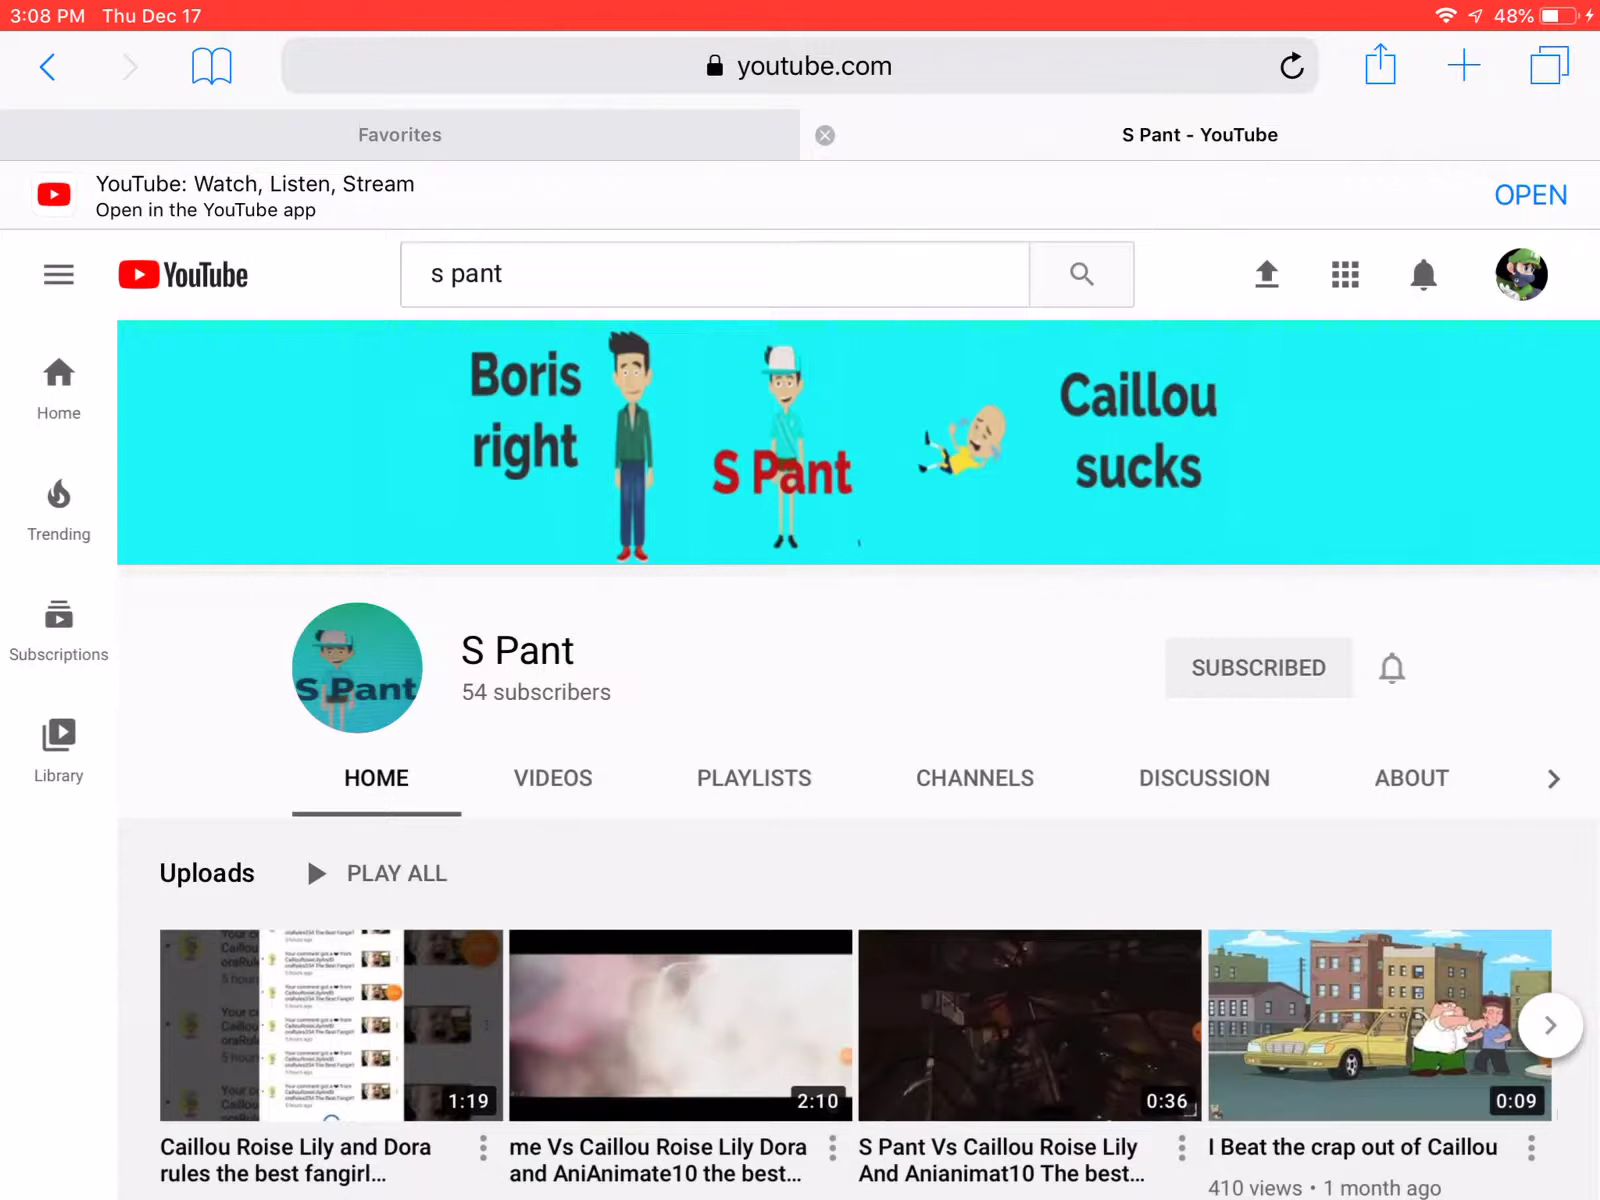 3:08 PM Thu Dec 17
48%
youtube.com
Favorites
S Pant - YouTube
YouTube: Watch, Listen, Stream
Open in the YouTube app
OPEN
YouTube
s pant
Home
Trending
Subscriptions
Library
Boris
right
S Pant
Caillou
sucks
S Pant
S Pant
54 subscribers
SUBSCRIBED
HOME
VIDEOS
PLAYLISTS
CHANNELS
DISCUSSION
ABOUT
Uploads
PLAY ALL
1:19
2:10
0:36
0:09
Caillou Roise Lily and Dora
rules the best fangirl...
me Vs Caillou Roise Lily Dora
and AniAnimate10 the best...
S Pant Vs Caillou Roise Lily
And Anianimat10 The best...
I Beat the crap out of Caillou
410 views • 1 month ago